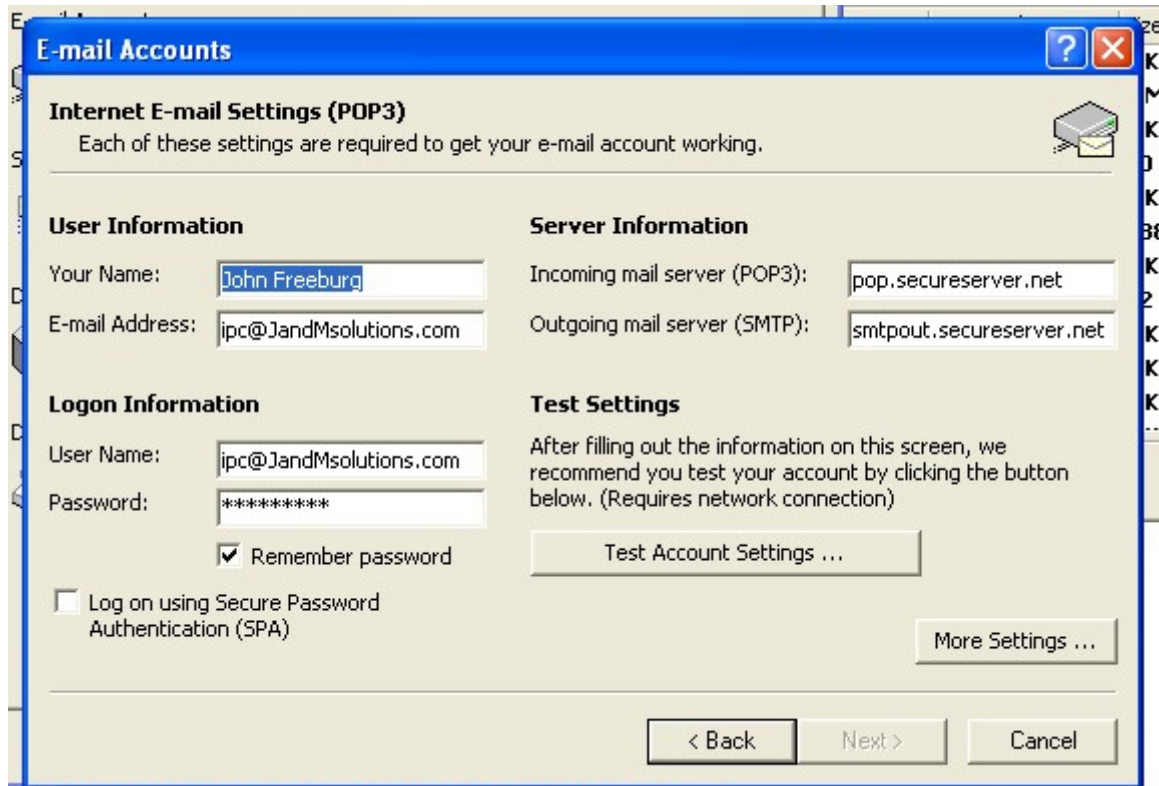 E-mail Accounts
Internet E-mail Settings (POP3)
Each of these settings are required to get your e-mail account working.
User Information
Your Name: John Freeburg
E-mail Address: ipc@JandMsolutions.com
Server Information
Incoming mail server (POP3): pop.secureserver.net
Outgoing mail server (SMTP): smtpout.secureserver.net
Logon Information
User Name: ipc@JandMsolutions.com
Password: *********
Remember password
Log on using Secure Password
Authentication (SPA)
Test Settings
After filling out the information on this screen, we
recommend you test your account by clicking the button
below. (Requires network connection)
Test Account Settings ...
More Settings ...
< Back
Next >
Cancel